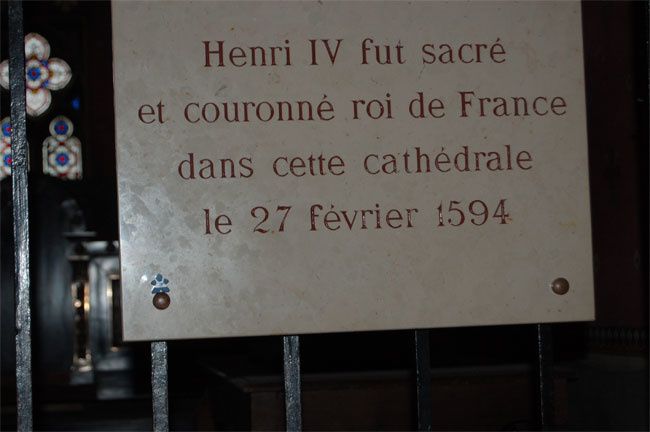 Henri IV fut sacré
et couronné roi de France
dans cette cathédrale
le 27 février 1594